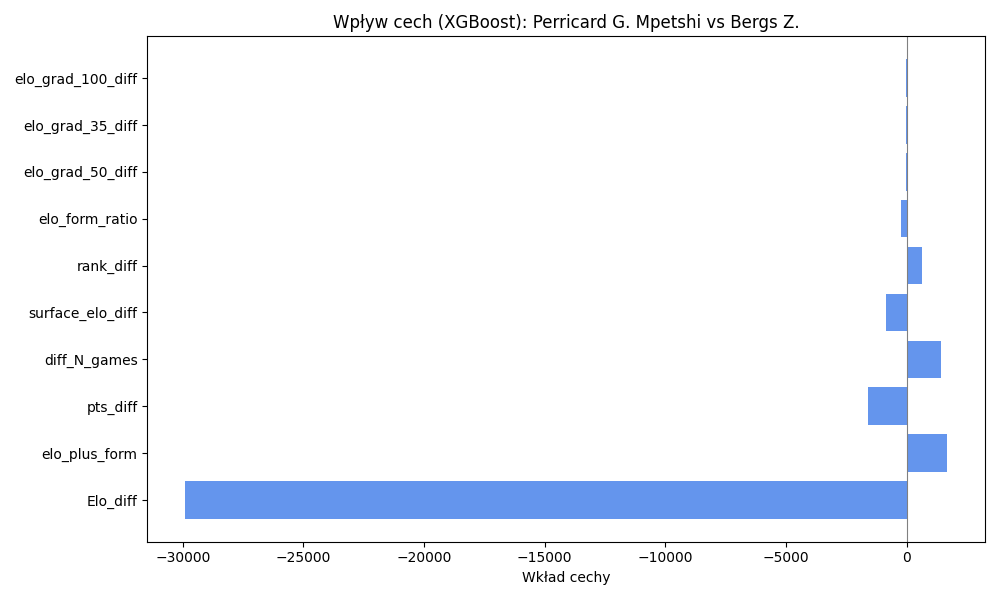 Wpływ cech (XGBoost): Perricard G. Mpetshi vs Bergs Z.
elo_grad_100_diff
elo_grad_35_diff
elo_grad_50_diff
elo_form_ratio
rank_diff
surface_elo_diff
diff_N_games
pts_diff
elo_plus_form
Elo_diff
−30000 −25000 −20000 −15000 −10000 −5000 0
Wkład cechy